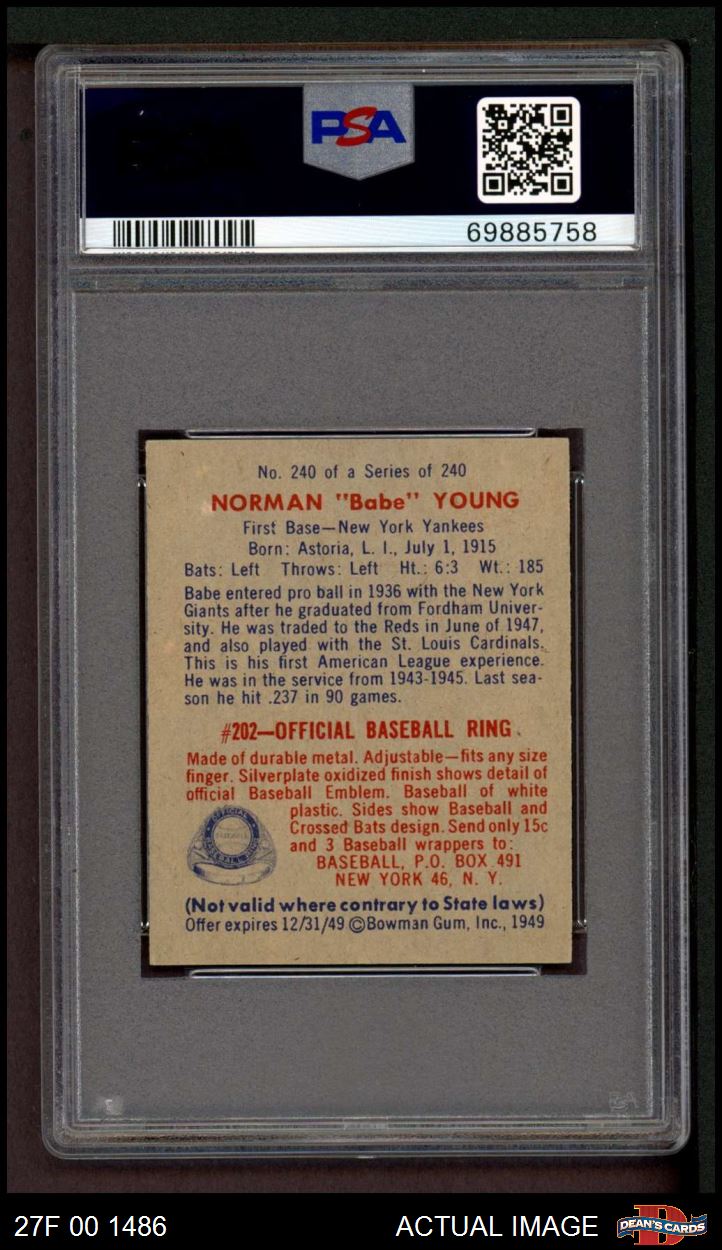 PSA
69885758
No. 240 of a Series of 240
NORMAN "Babe" YOUNG
First Base—New York Yankees
Born: Astoria, L. I., July 1, 1915
Bats: Left Throws: Left Ht.: 6:3 Wt.: 185
Babe entered pro ball in 1936 with the New York
Giants after he graduated from Fordham Univer-
sity. He was traded to the Reds in June of 1947,
and also played with the St. Louis Cardinals.
This is his first American League experience.
He was in the service from 1943-1945. Last sea-
son he hit .237 in 90 games.
#202—OFFICIAL BASEBALL RING
Made of durable metal. Adjustable—fits any size
finger. Silverplate oxidized finish shows detail of
official Baseball Emblem. Baseball of white
plastic. Sides show Baseball and
Crossed Bats design. Send only 15c
and 3 Baseball wrappers to:
BASEBALL, P.O. BOX 491
NEW YORK 46, N. Y.
OFFICIAL
BASEBALL RING
(Not valid where contrary to State laws)
Offer expires 12/31/49 ©Bowman Gum, Inc., 1949
PSA
27F 00 1486
ACTUAL IMAGE
DEAN'S CARDS